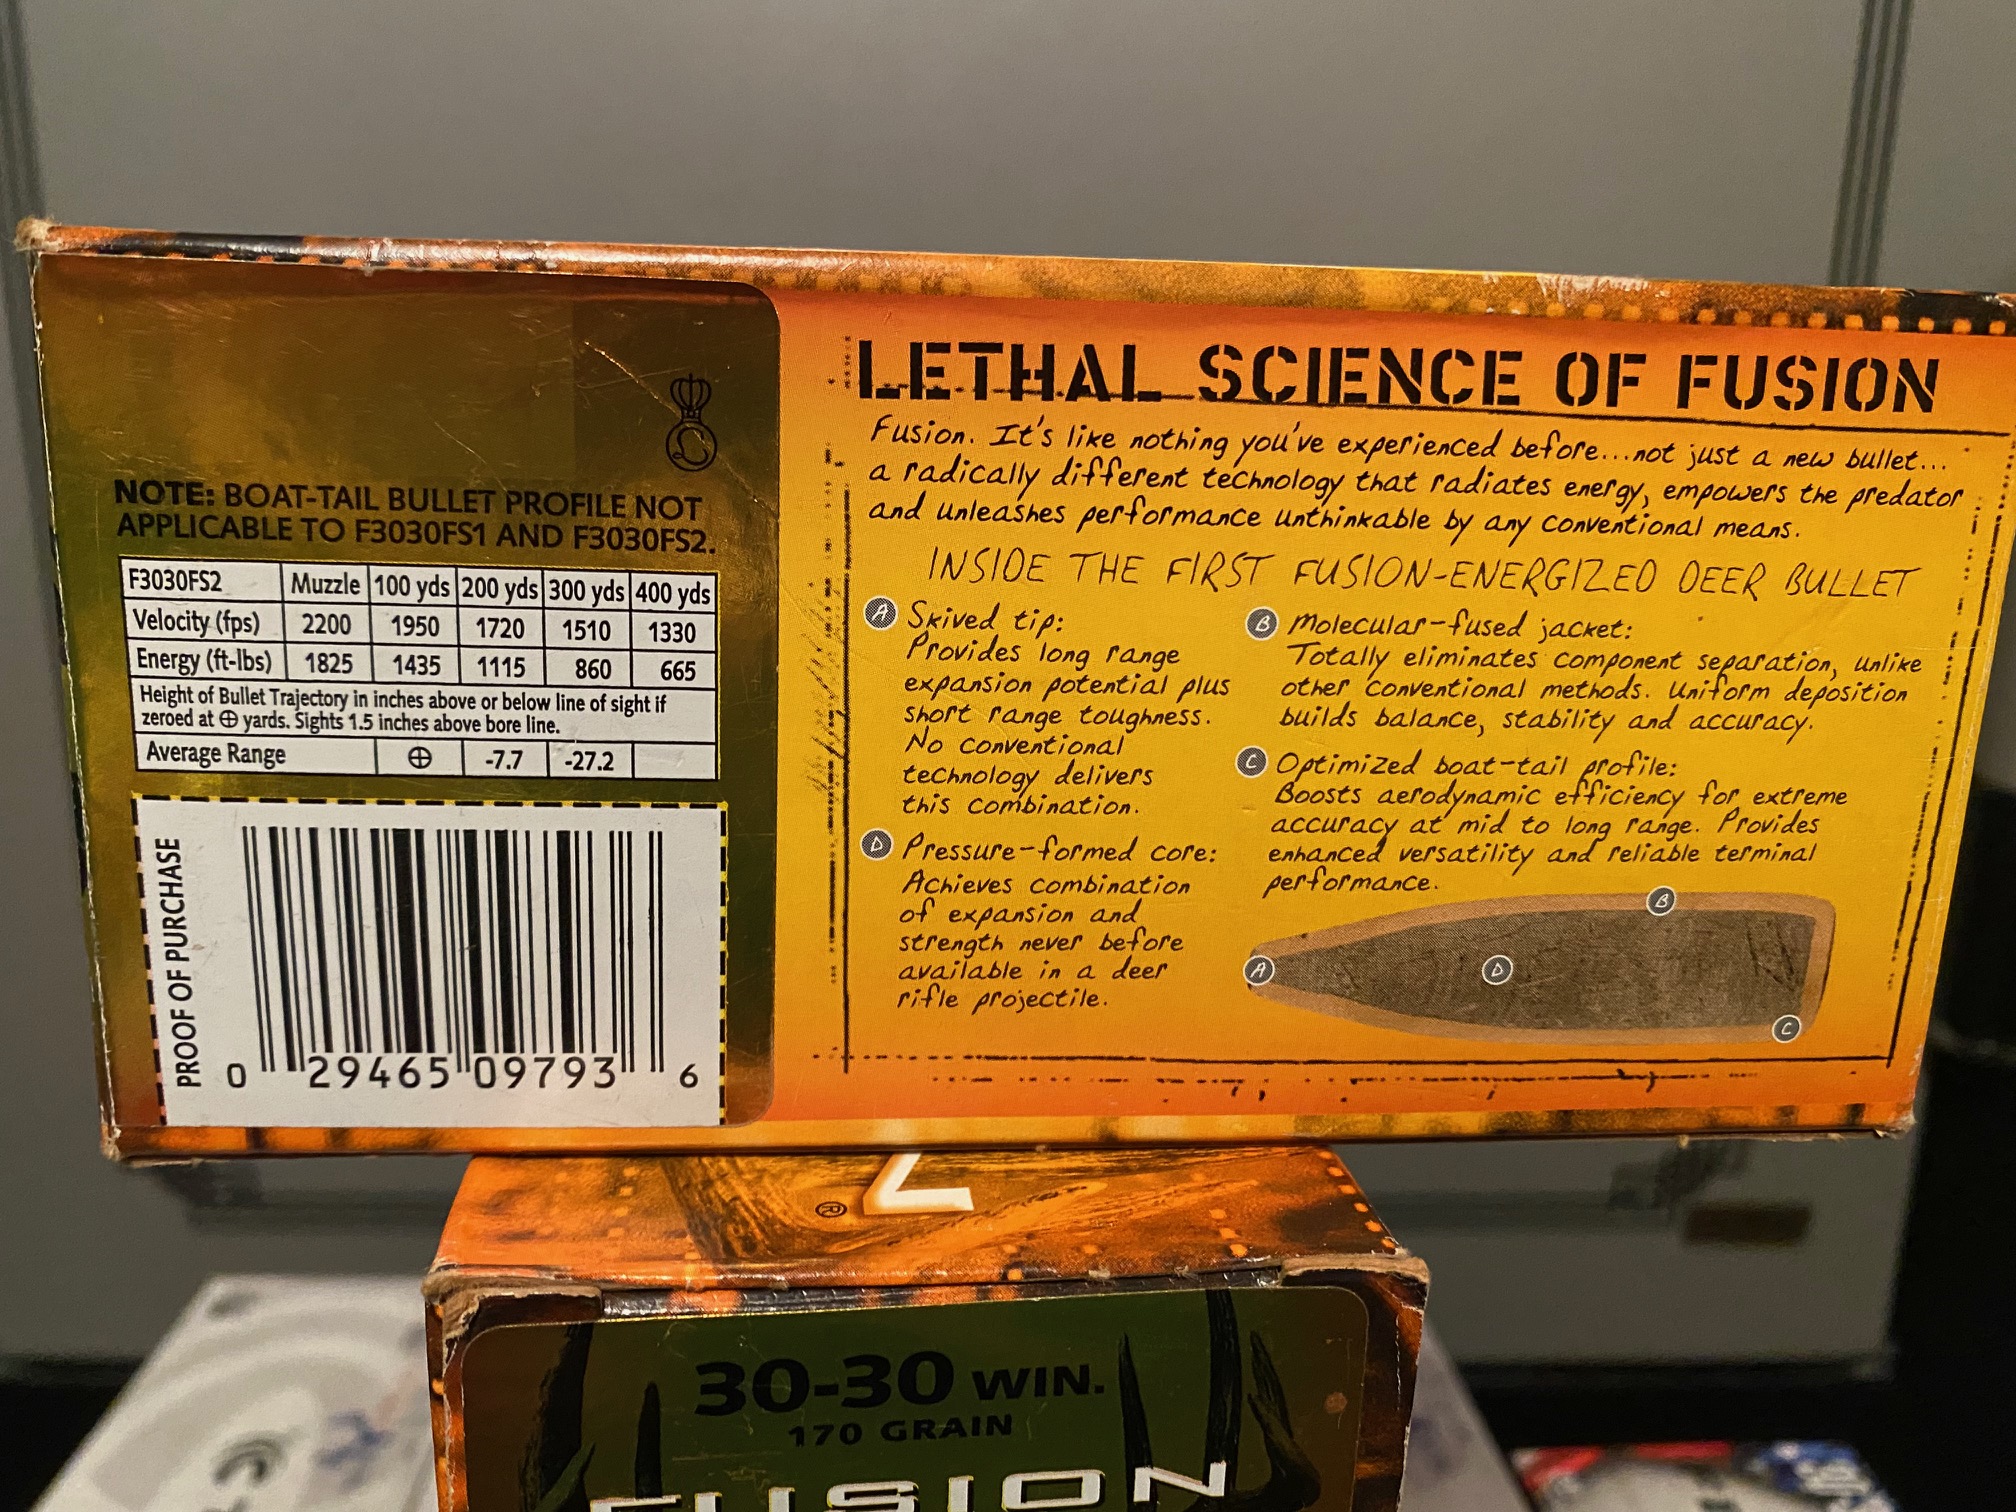 NOTE: BOAT-TAIL BULLET PROFILE NOT
APPLICABLE TO F3030FS1 AND F3030FS2.
F3030FS2 Muzzle 100 yds 200 yds 300 yds 400 yds
Velocity (fps) 2200 1950 1720 1510 1330
Energy (ft-lbs) 1825 1435 1115 860 665
Height of Bullet Trajectory in inches above or below line of sight if
zeroed at ⊕ yards. Sights 1.5 inches above bore line.
Average Range ⊕ -7.7 -27.2
PROOF OF PURCHASE
0 29465 09793 6
LETHAL SCIENCE OF FUSION
Fusion. It's like nothing you've experienced before...not just a new bullet...
a radically different technology that radiates energy, empowers the predator
and unleashes performance unthinkable by any conventional means.
INSIDE THE FIRST FUSION-ENERGIZED DEER BULLET
A Skived tip:
Provides long range
expansion potential plus
short range toughness.
No conventional
technology delivers
this combination.
D Pressure-formed core:
Achieves combination
of expansion and
strength never before
available in a deer
rifle projectile.
B Molecular-fused jacket:
Totally eliminates component separation, unlike
other conventional methods. Uniform deposition
builds balance, stability and accuracy.
C Optimized boat-tail profile:
Boosts aerodynamic efficiency for extreme
accuracy at mid to long range. Provides
enhanced versatility and reliable terminal
performance.
B
A
D
C
®
30-30 WIN.
170 GRAIN
FUSION